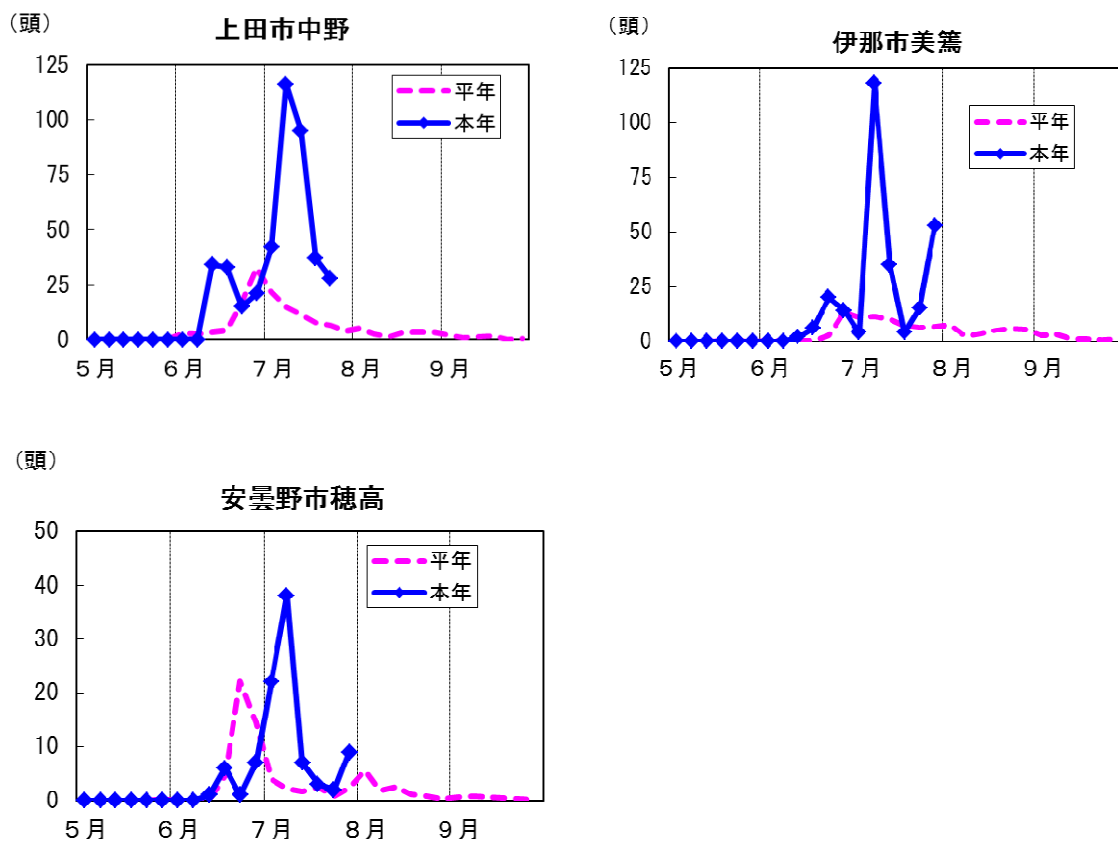 (頭)
上田市中野
125
100
75
50
25
0
平年
本年
5月 6月 7月 8月 9月
(頭)
伊那市美篶
125
100
75
50
25
0
平年
本年
5月 6月 7月 8月 9月
(頭)
安曇野市穂高
50
40
30
20
10
0
平年
本年
5月 6月 7月 8月 9月